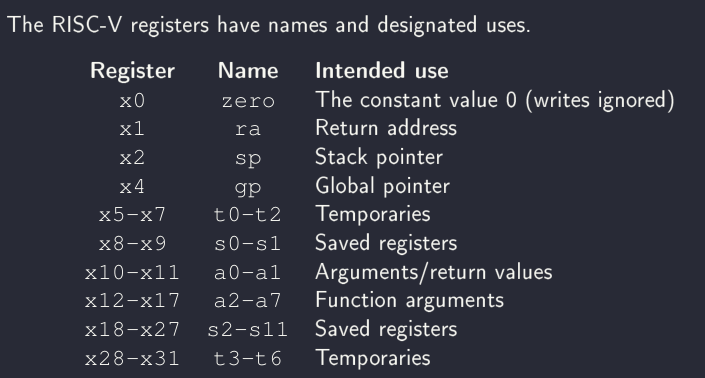 The RISC-V registers have names and designated uses.
Register Name Intended use
x0 zero The constant value 0 (writes ignored)
x1 ra Return address
x2 sp Stack pointer
x4 gp Global pointer
x5-x7 t0-t2 Temporaries
x8-x9 s0-s1 Saved registers
x10-x11 a0-a1 Arguments/return values
x12-x17 a2-a7 Function arguments
x18-x27 s2-s11 Saved registers
x28-x31 t3-t6 Temporaries